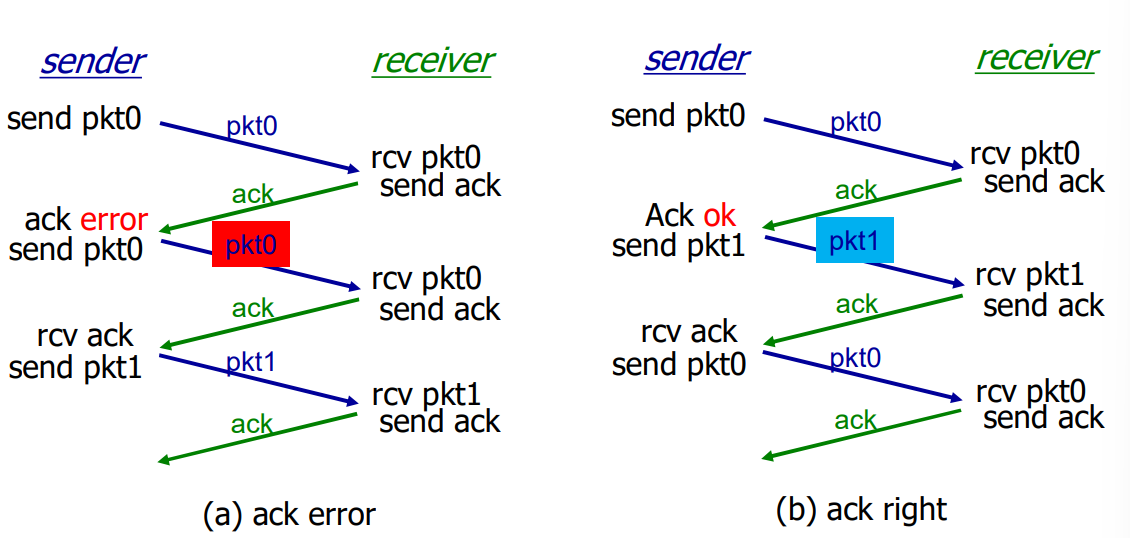 sender
receiver
send pkt0
pkt0
rcv pkt0
send ack
ack
ack error
send pkt0
pkt0
rcv pkt0
send ack
ack
rcv ack
send pkt1
pkt1
rcv pkt1
send ack
ack
(a) ack error
sender
receiver
send pkt0
pkt0
rcv pkt0
send ack
ack
Ack ok
send pkt1
pkt1
rcv pkt1
send ack
ack
rcv ack
send pkt0
pkt0
rcv pkt0
send ack
ack
(b) ack right